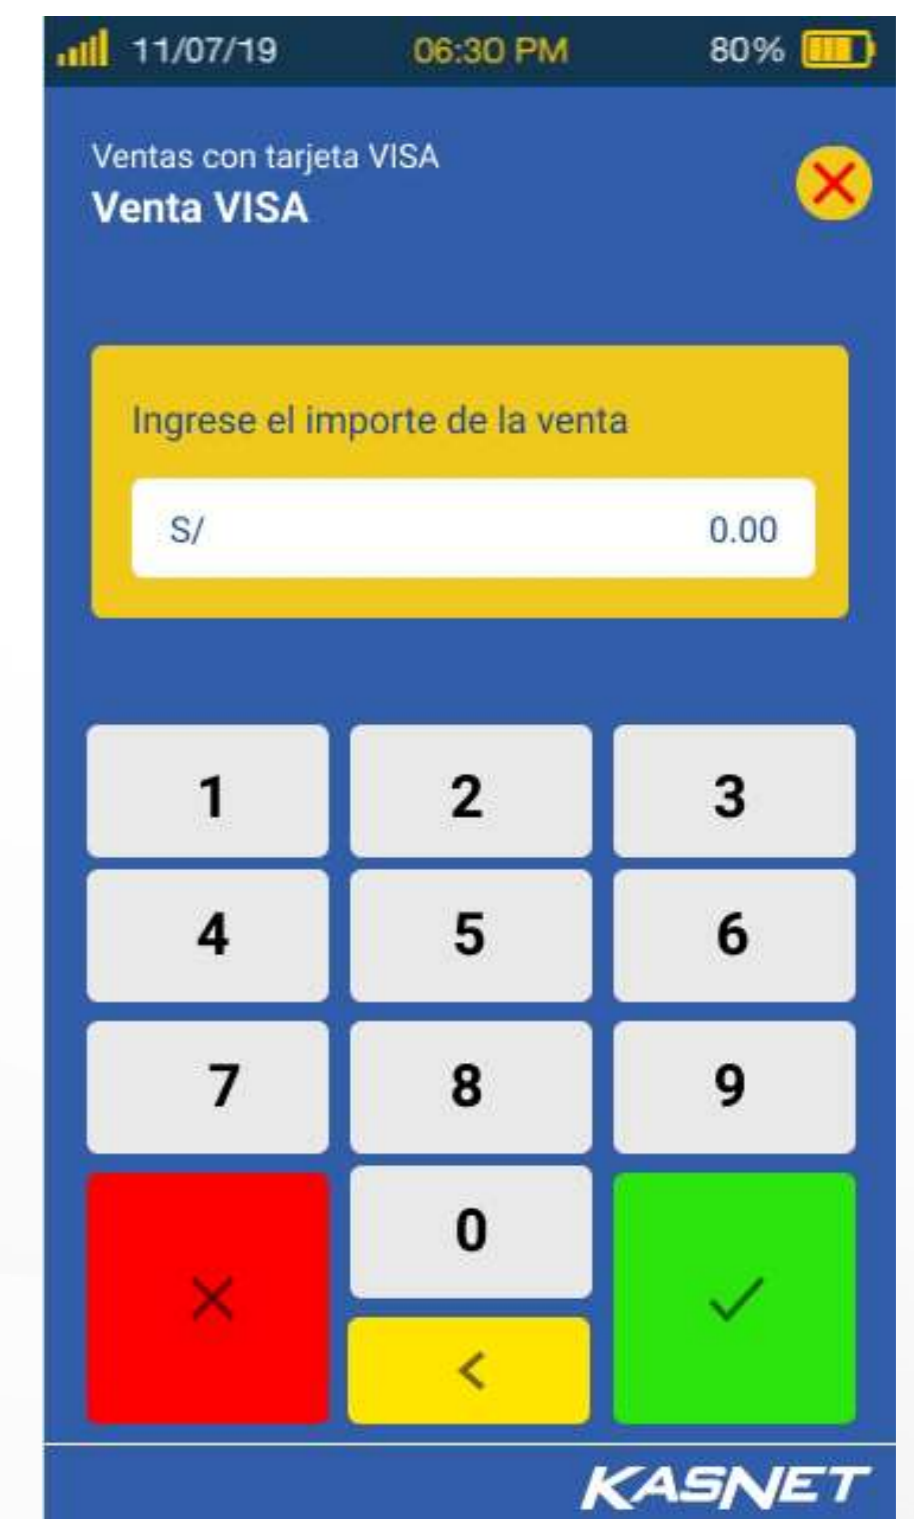 11/07/19 06:30 PM 80%
Ventas con tarjeta VISA
Venta VISA
Ingrese el importe de la venta
S/ 0.00
1 2 3
4 5 6
7 8 9
0
<
KASNET